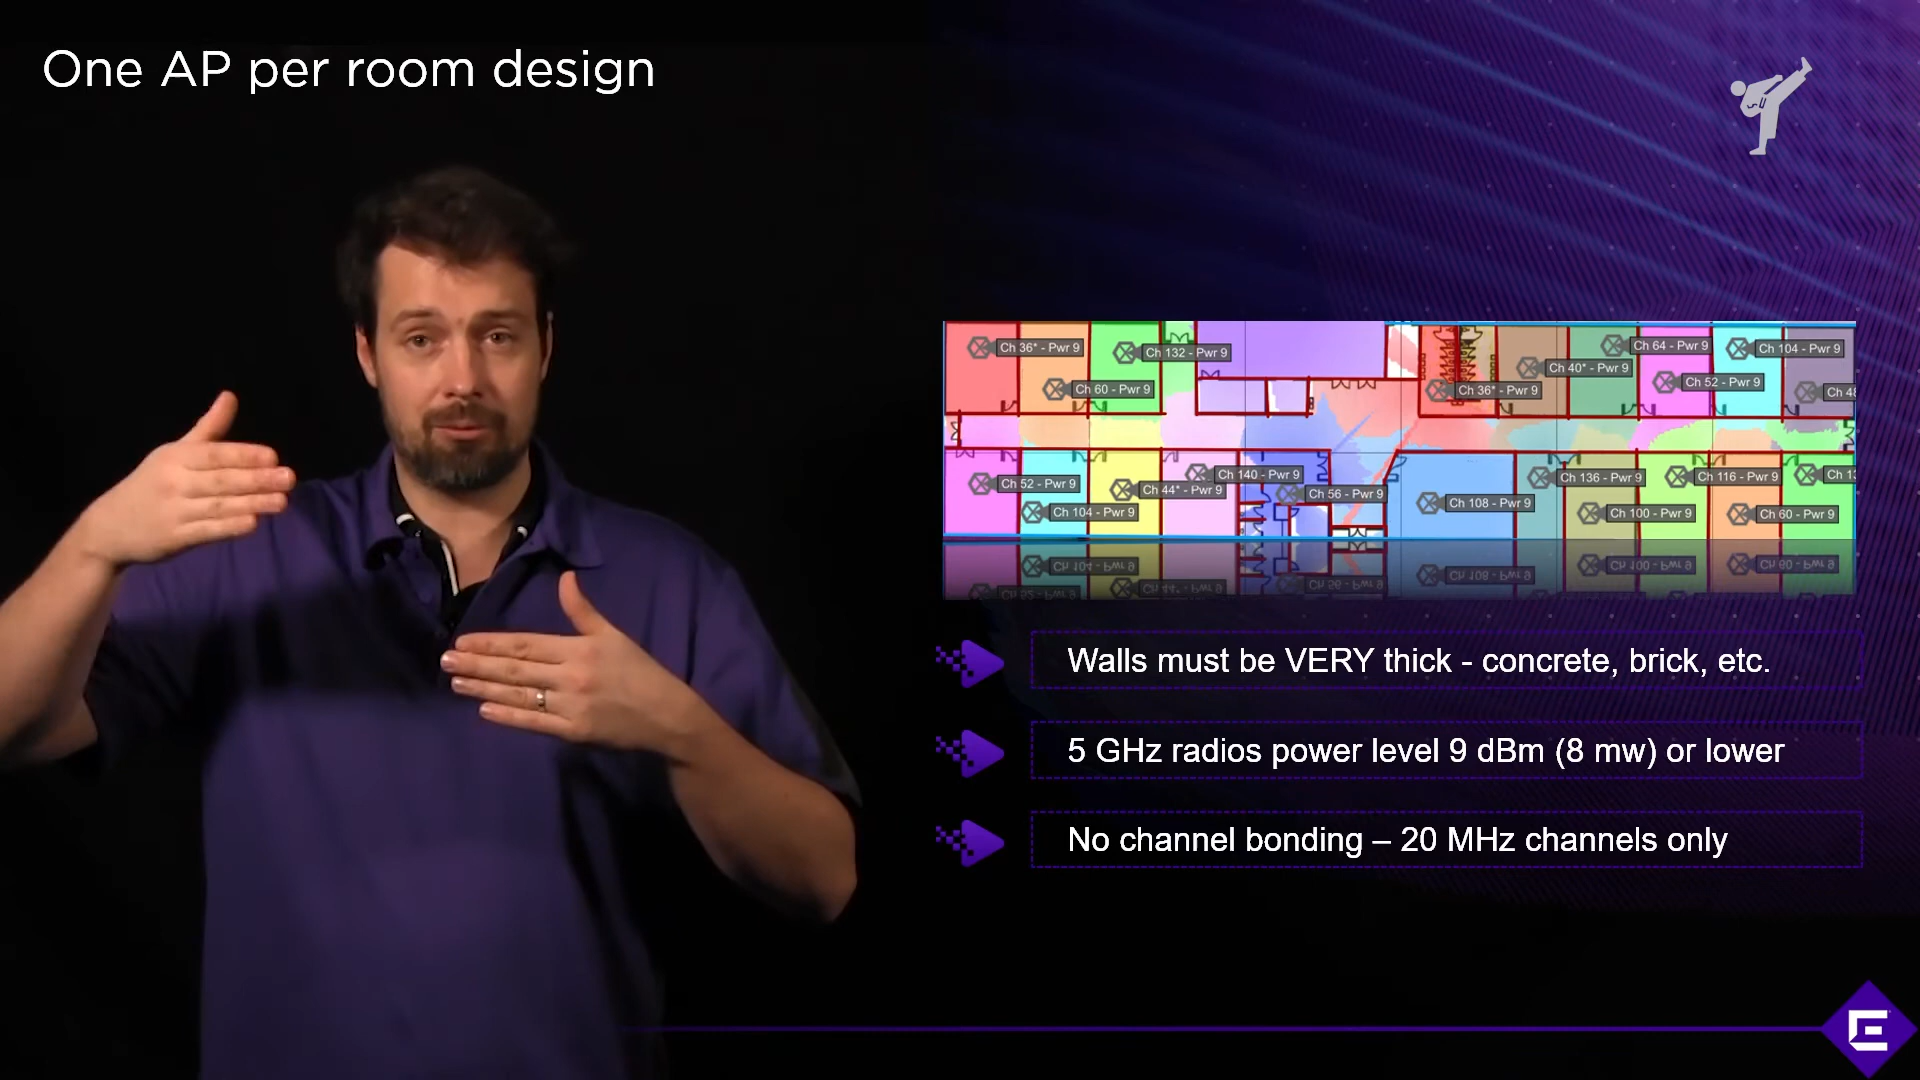 One AP per room design
Ch 36* - Pwr 9
Ch 132 - Pwr 9
Ch 60 - Pwr 9
Ch 36* - Pwr 9
Ch 40* - Pwr 9
Ch 64 - Pwr 9
Ch 52 - Pwr 9
Ch 104 - Pwr 9
Ch 52 - Pwr 9
Ch 104 - Pwr 9
Ch 44* - Pwr 9
Ch 140 - Pwr 9
Ch 56 - Pwr 9
Ch 108 - Pwr 9
Ch 136 - Pwr 9
Ch 100 - Pwr 9
Ch 116 - Pwr 9
Ch 60 - Pwr 9
Walls must be VERY thick - concrete, brick, etc.
5 GHz radios power level 9 dBm (8 mw) or lower
No channel bonding – 20 MHz channels only